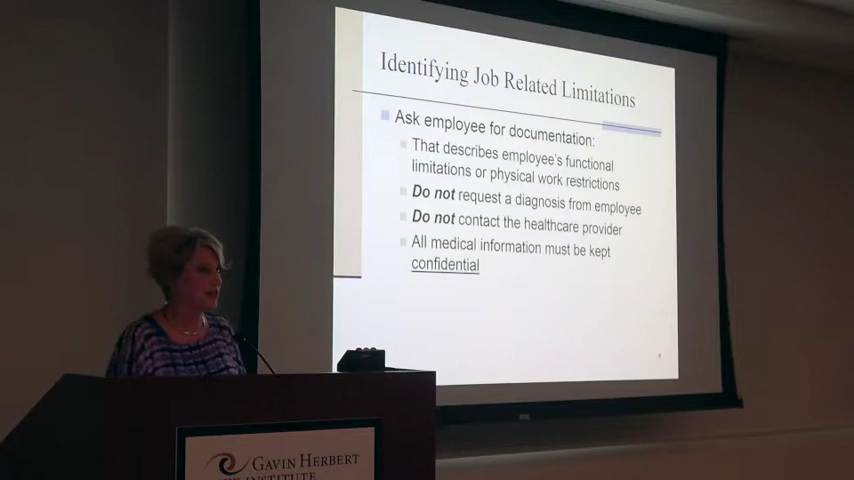 Identifying Job Related Limitations
Ask employee for documentation:
That describes employee's functional
limitations or physical work restrictions
Do not request a diagnosis from employee
Do not contact the healthcare provider
All medical information must be kept
confidential
GAVIN HERBERT
INSTITUTE